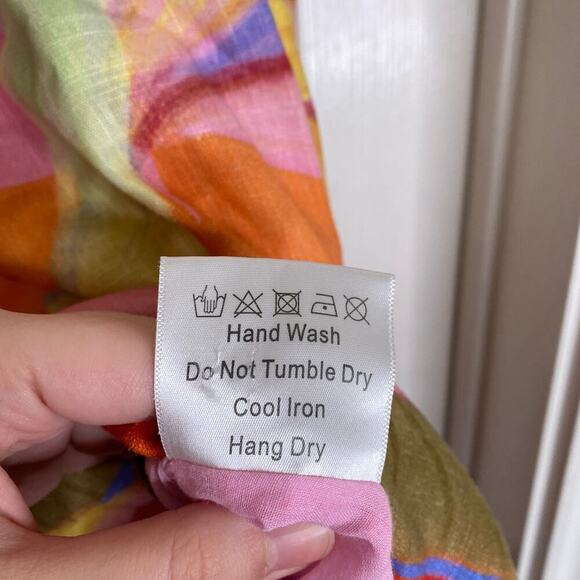 Hand Wash
Do Not Tumble Dry
Cool Iron
Hang Dry